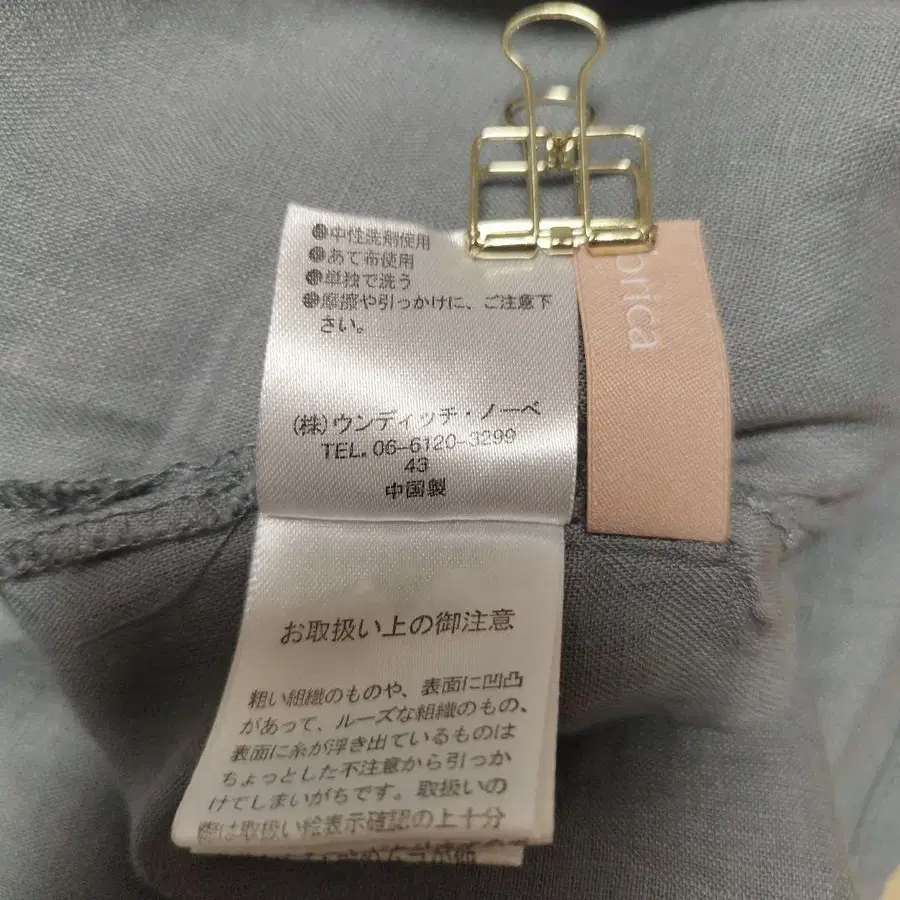 ●中性洗剤使用
●あて布使用
●単独で洗う
●摩擦や引っかけに、ご注意下
さい。
(株)ウンディッチ・ノーベ
TEL. 06-6120-3299
43
中国製
orica
お取扱い上の御注意
粗い組織のものや、表面に凹凸
があって、ルーズな組織のもの、
表面に糸が浮き出ているものは
ちょっとした不注意から引っか
けてしまいがちです。取扱いの
際は取扱い絵表示確認の上十分